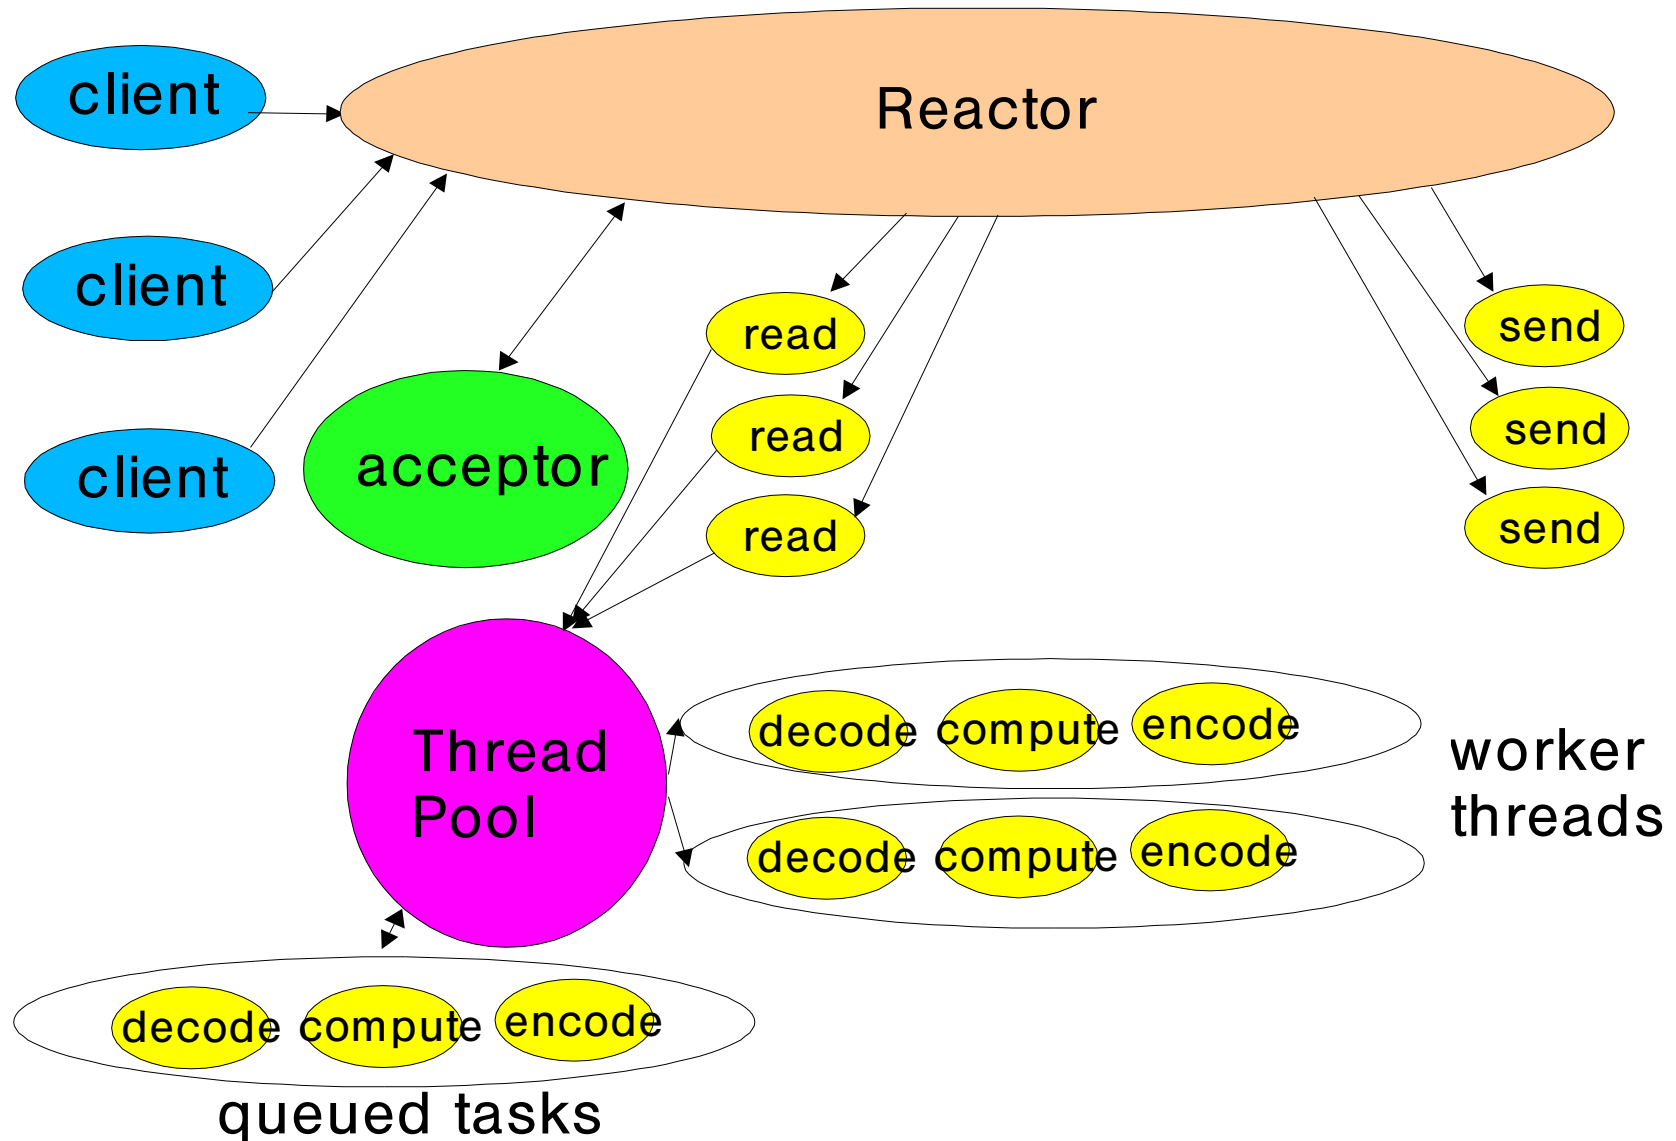 client
Reactor
client
client
acceptor
read
read
read
send
send
send
Thread
Pool
decode compute encode
decode compute encode
worker
threads
decode compute encode
queued tasks